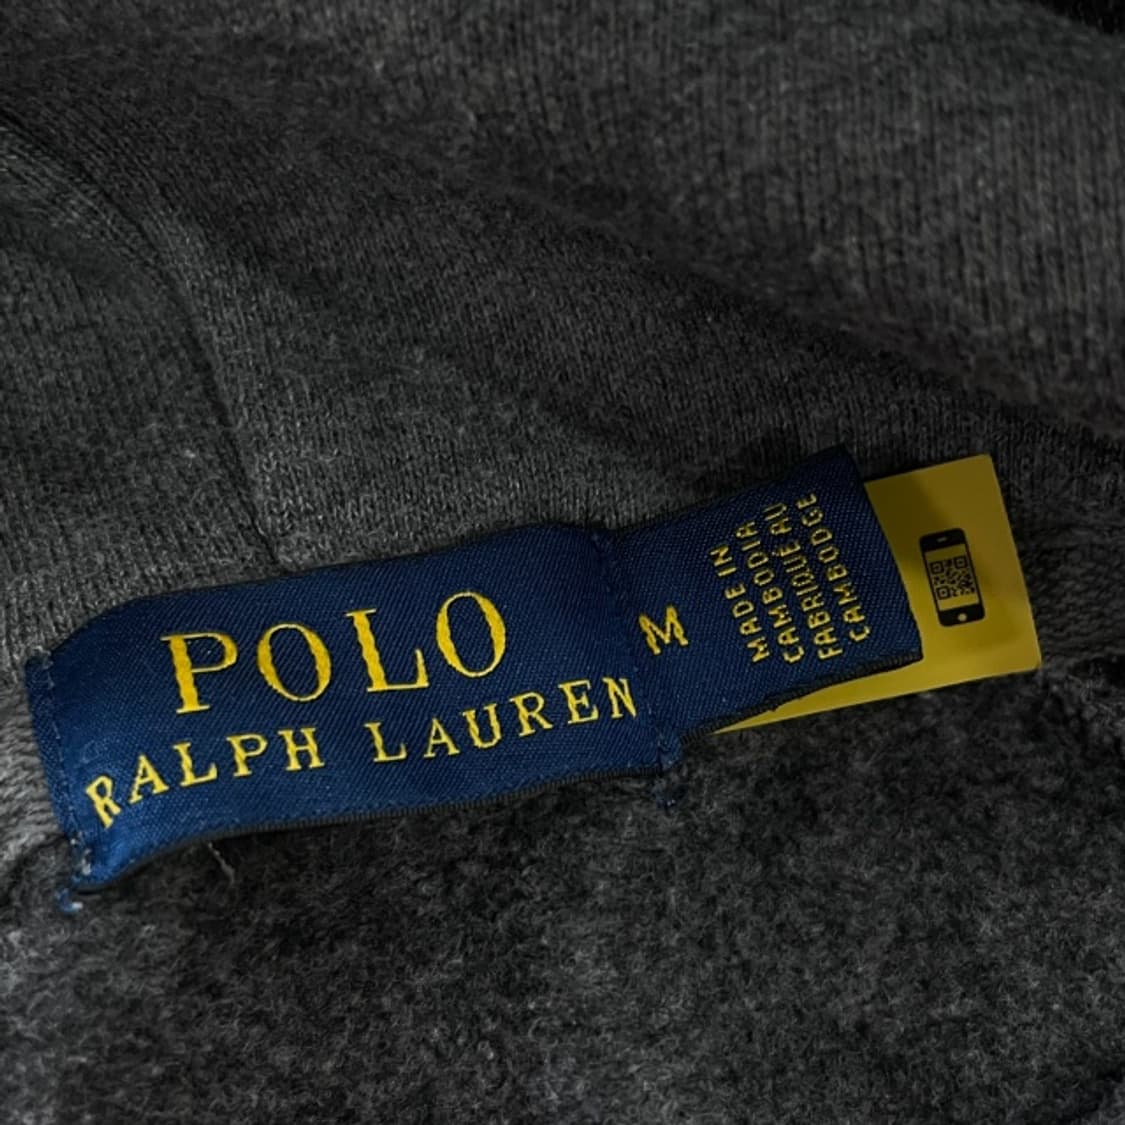 POLO
RALPH LAUREN
M
MADE IN
CAMBODIA
FABRIQUÉ AU
CAMBODGE